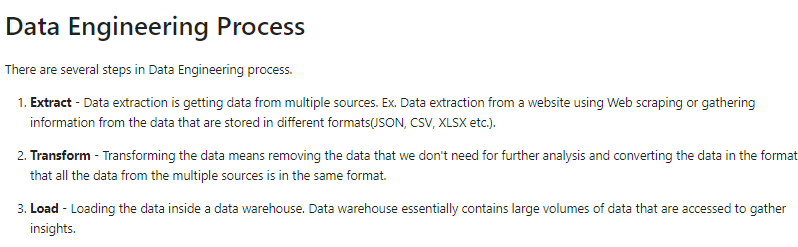 Data Engineering Process
There are several steps in Data Engineering process.
1. Extract - Data extraction is getting data from multiple sources. Ex. Data extraction from a website using Web scraping or gathering
information from the data that are stored in different formats(JSON, CSV, XLSX etc.).
2. Transform - Transforming the data means removing the data that we don't need for further analysis and converting the data in the format
that all the data from the multiple sources is in the same format.
3. Load - Loading the data inside a data warehouse. Data warehouse essentially contains large volumes of data that are accessed to gather
insights.